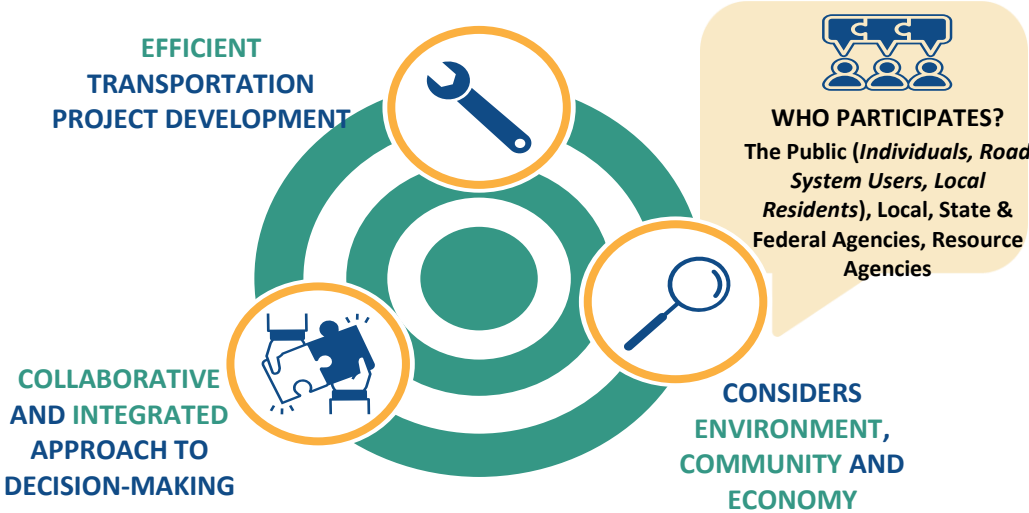 EFFICIENT
TRANSPORTATION
PROJECT DEVELOPMENT
WHO PARTICIPATES?
The Public (Individuals, Road
System Users, Local
Residents), Local, State &
Federal Agencies, Resource
Agencies
COLLABORATIVE
AND INTEGRATED
APPROACH TO
DECISION-MAKING
CONSIDERS
ENVIRONMENT,
COMMUNITY AND
ECONOMY